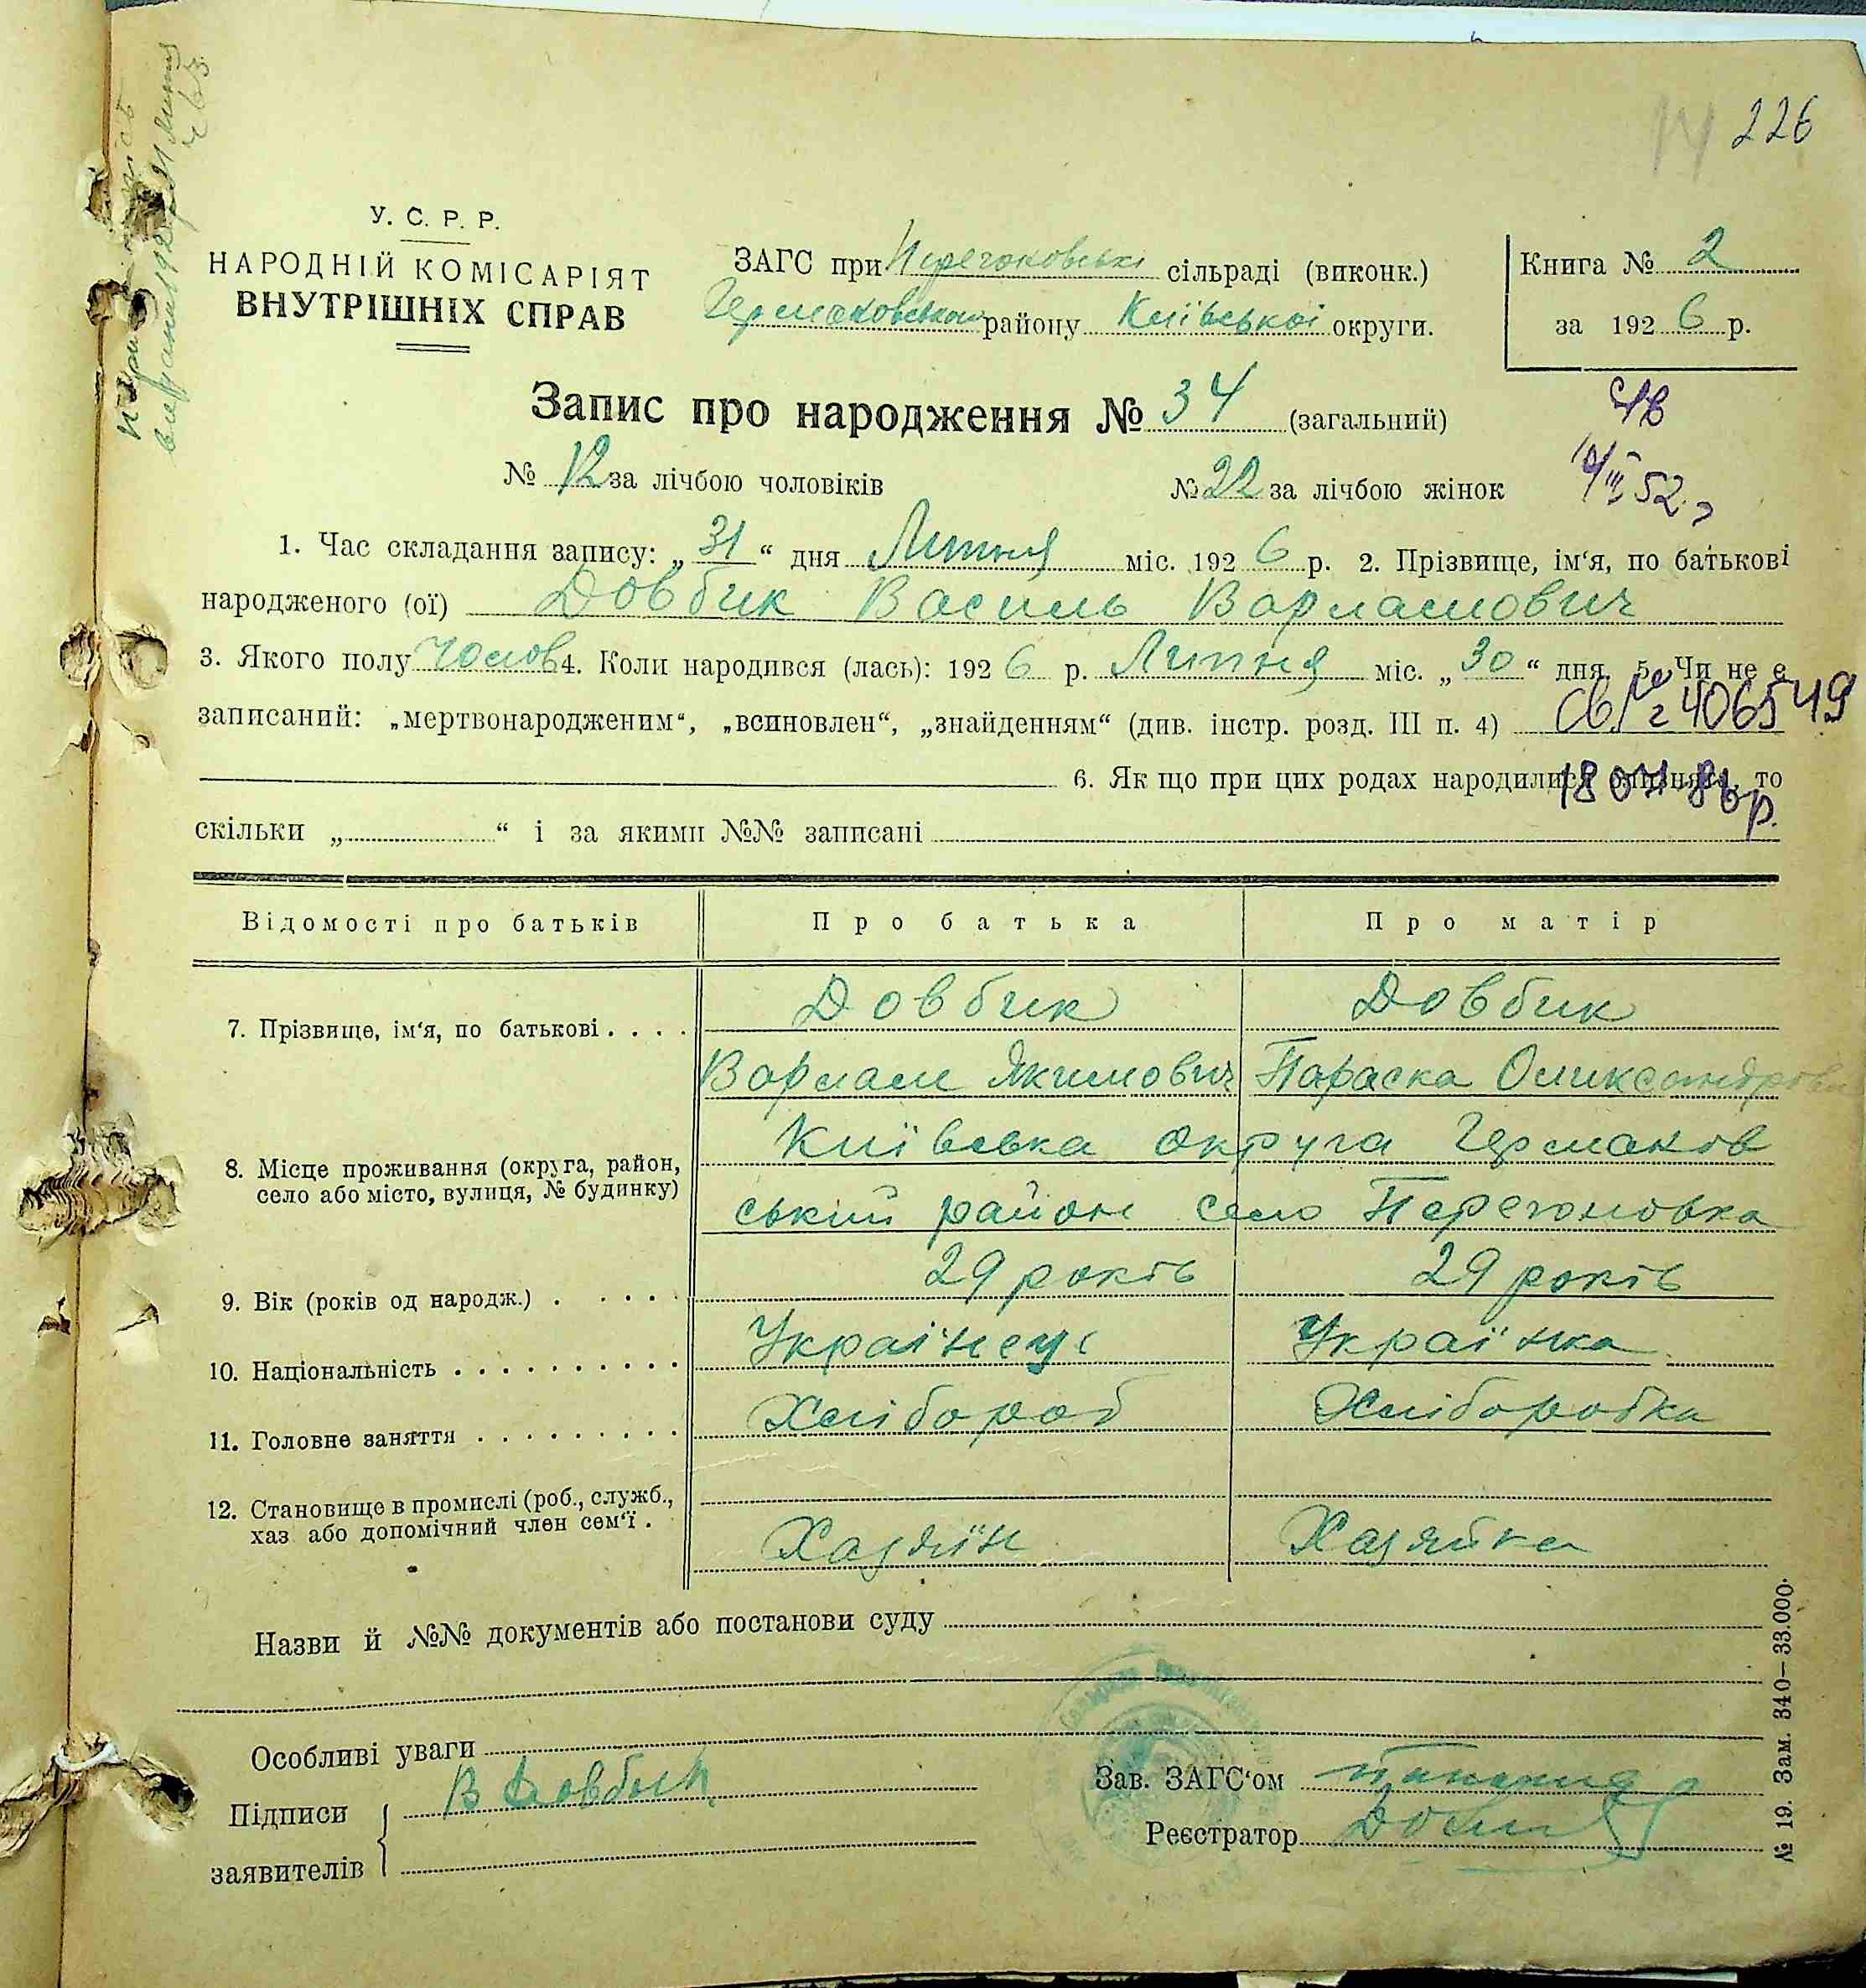 226
У. С. Р. Р.
НАРОДНІЙ КОМІСАРІЯТ
ВНУТРІШНІХ СПРАВ
ЗАГС при Перегоновські сільраді (виконк.)
Германовського району Київської округи.
Книга № 2
за 1926 р.
Запис про народження № 34 (загальний)
№ 12 за лічбою чоловіків № 22 за лічбою жінок
52
1. Час складання запису: „31“ дня Липня міс. 1926 р. 2. Прізвище, ім'я, по батькові
народженого (ої) Довбик Василь Варламович
3. Якого полу Чолов 4. Коли народився (лась): 1926 р. Липня міс. „30“ дня. 5. Чи не є
записаний: „мертвонародженим“, „всиновлен“, „знайденням“ (див. інстр. розд. III п. 4) 406549
6. Як що при цих родах народилися близнята, то
скільки „ “ і за якими №№ записані
Відомості про батьків Про батька Про матір
7. Прізвище, ім'я, по батькові . . . . Довбик Довбик
Варлам Якимович Параска Олександровна
8. Місце проживання (округа, район, село або місто, вулиця, № будинку) Київська округа Германов
ський район село Перегоновка
9. Вік (років од народж.) . . . . . 29 років 29 років
10. Національність . . . . . . . . . . Українець Українка
11. Головне заняття . . . . . . . . . Хлібороб Хліборобка
12. Становище в промислі (роб., служб.,
хаз або допомічний член сем'ї . Хазяїн Хазяйка
Назви й №№ документів або постанови суду
Особливі уваги
Підписи В Довбик
заявителів
Зав. ЗАГС'ом
Реєстратор
№ 19. Зам. 340–33.000.